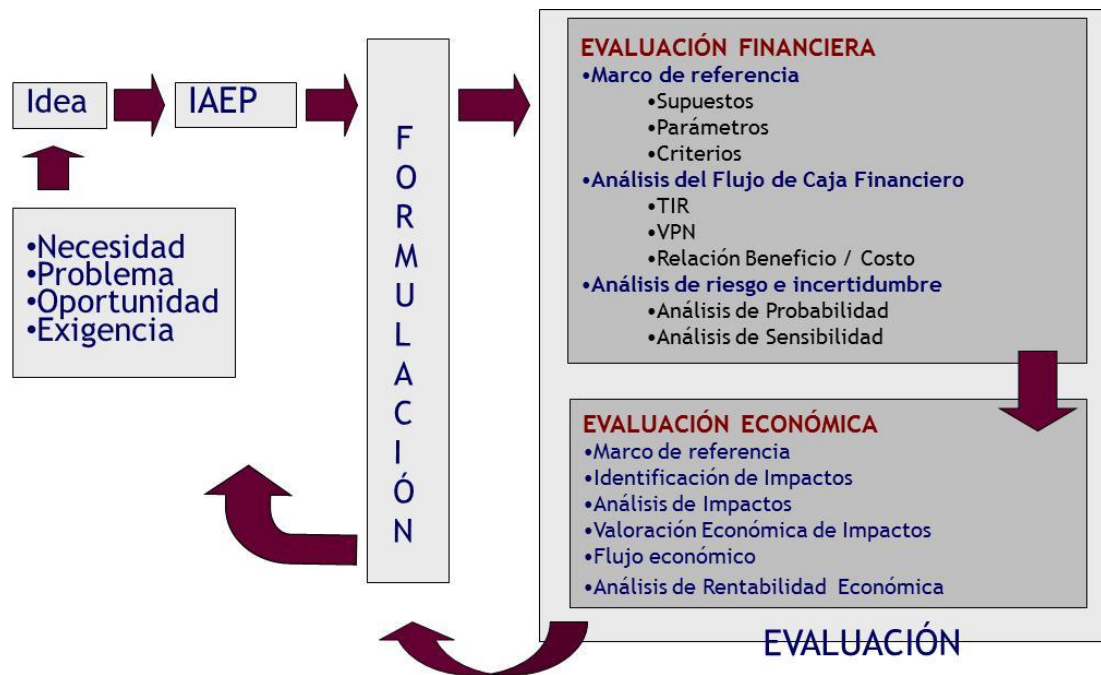 Idea
IAEP
•Necesidad
•Problema
•Oportunidad
•Exigencia
FORMULACIÓN
EVALUACIÓN FINANCIERA
•Marco de referencia
•Supuestos
•Parámetros
•Criterios
•Análisis del Flujo de Caja Financiero
•TIR
•VPN
•Relación Beneficio / Costo
•Análisis de riesgo e incertidumbre
•Análisis de Probabilidad
•Análisis de Sensibilidad
EVALUACIÓN ECONÓMICA
•Marco de referencia
•Identificación de Impactos
•Análisis de Impactos
•Valoración Económica de Impactos
•Flujo económico
•Análisis de Rentabilidad Económica
EVALUACIÓN